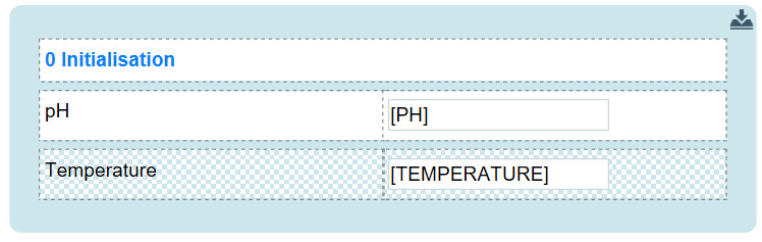 0 Initialisation
pH [PH]
Temperature [TEMPERATURE]